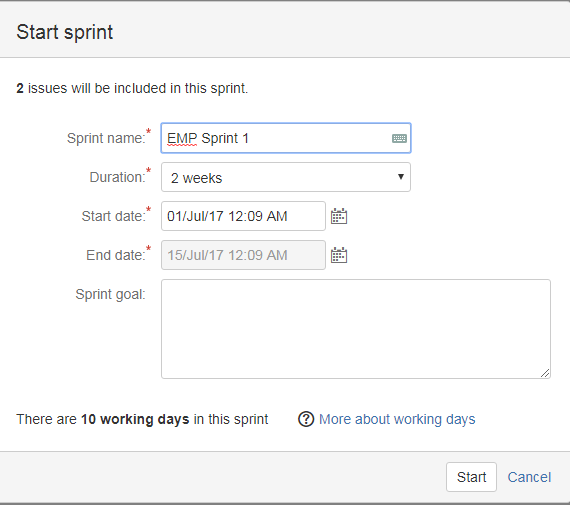 Start sprint
2 issues will be included in this sprint.
Sprint name:* EMP Sprint 1
Duration:* 2 weeks
Start date:* 01/Jul/17 12:09 AM
End date:* 15/Jul/17 12:09 AM
Sprint goal:
There are 10 working days in this sprint ? More about working days
Start Cancel